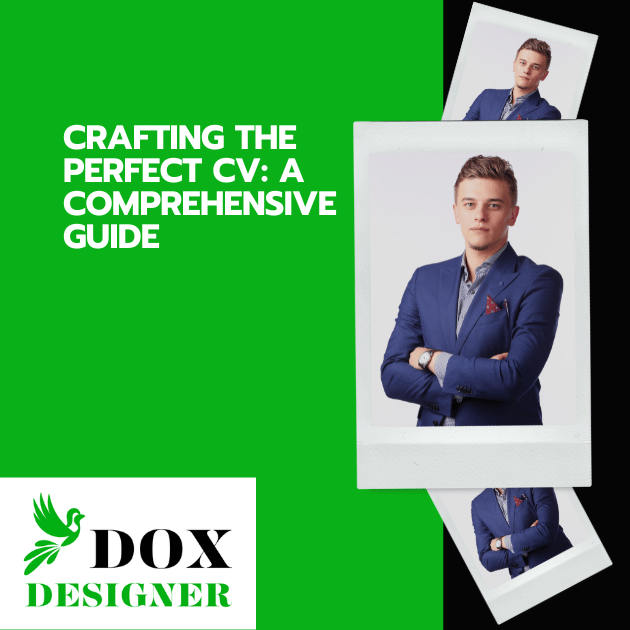 CRAFTING THE
PERFECT CV: A
COMPREHENSIVE
GUIDE
DOX
DESIGNER